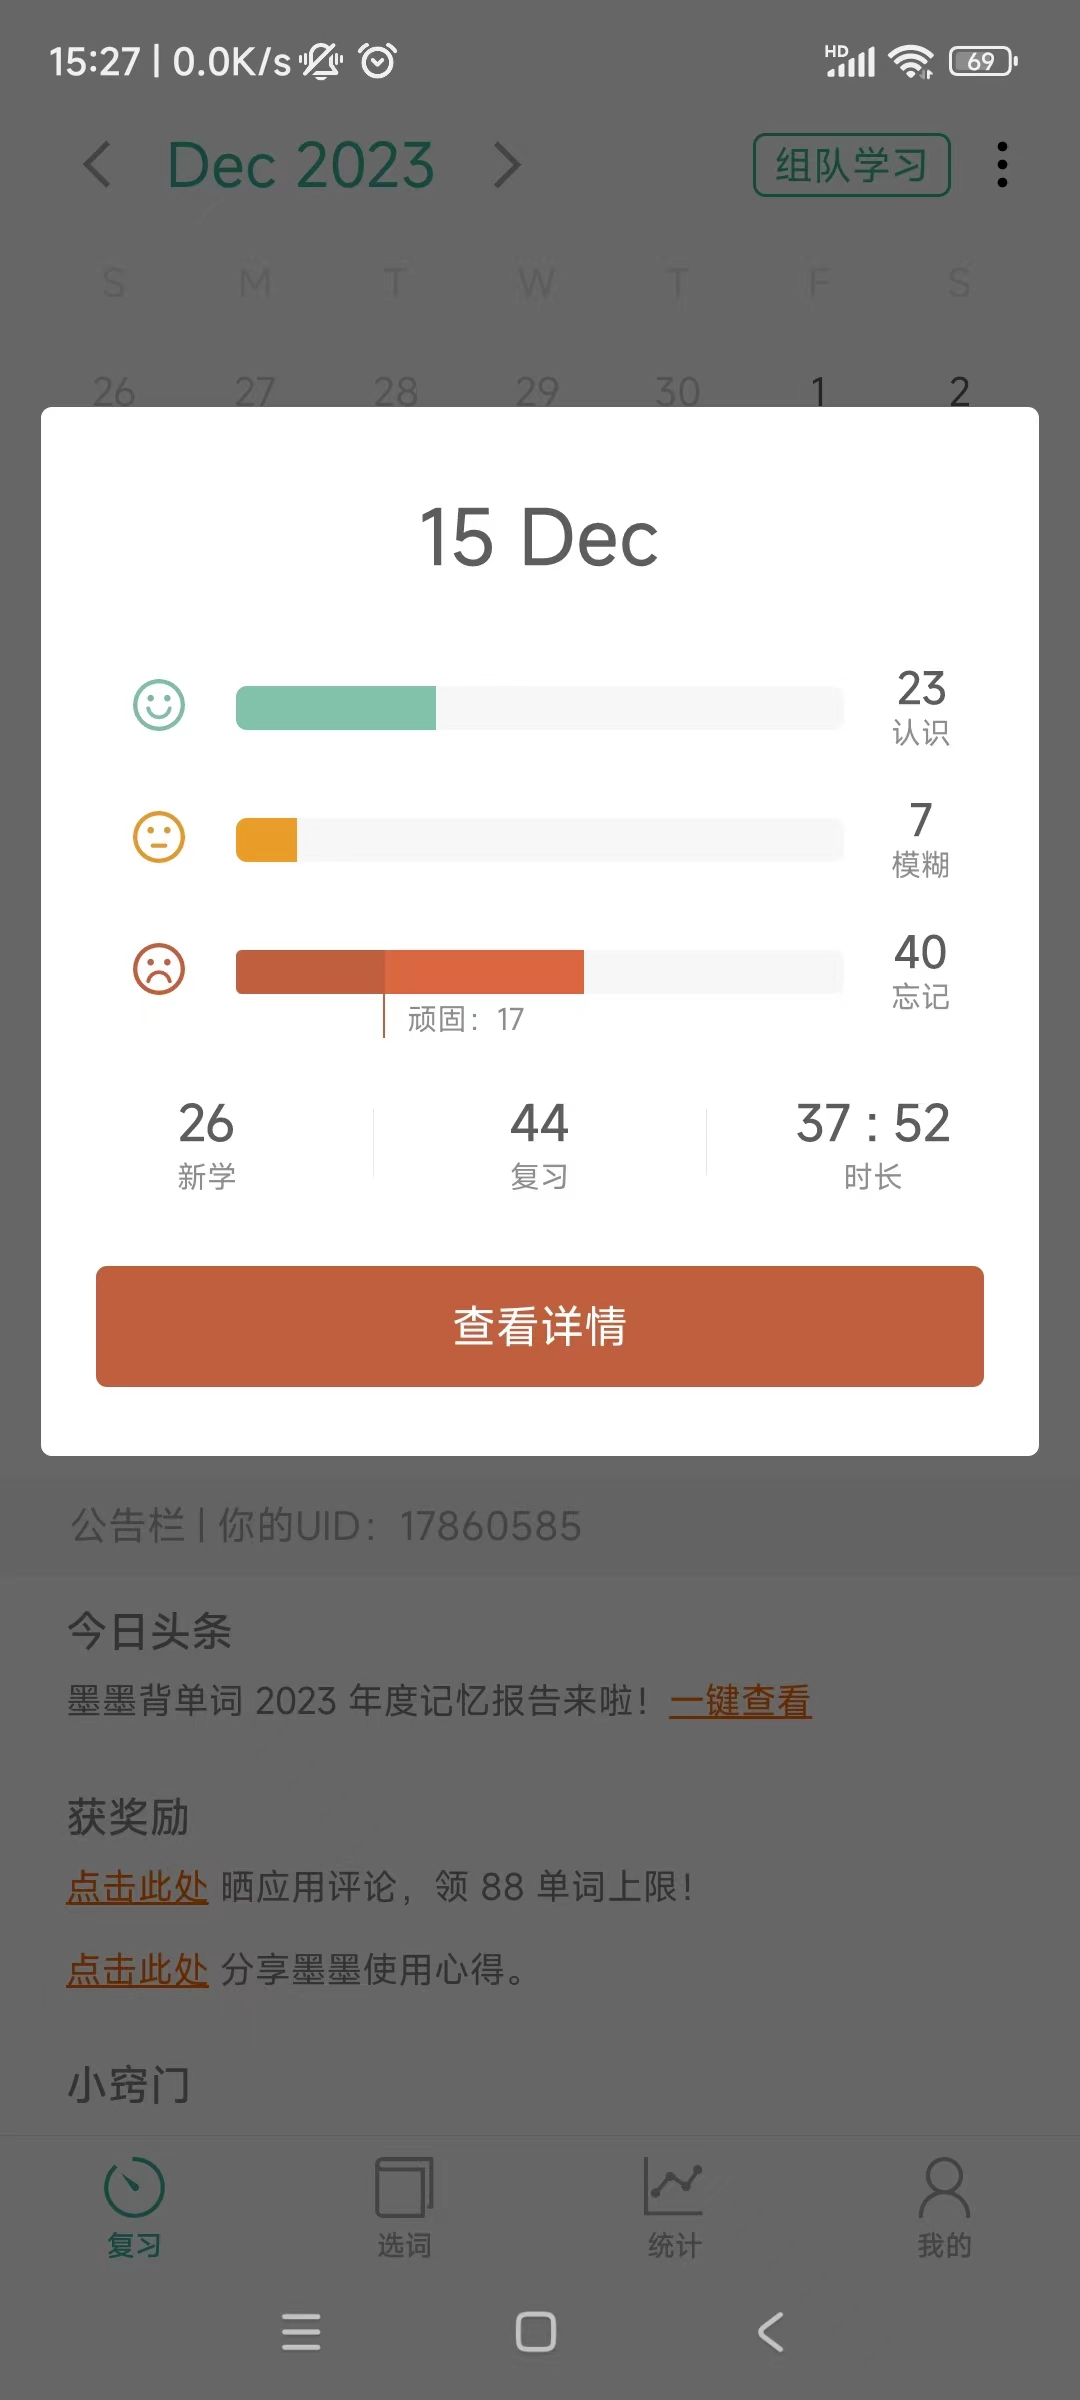 15:27 | 0.0K/s HD 69
Dec 2023 组队学习
S M T W T F S
26 27 28 29 30 1 2
15 Dec
23
认识
7
模糊
40
忘记
顽固：17
26 44 37 : 52
新学 复习 时长
查看详情
公告栏 | 你的UID：17860585
今日头条
墨墨背单词 2023 年度记忆报告来啦！一键查看
获奖励
点击此处 晒应用评论，领 88 单词上限！
点击此处 分享墨墨使用心得。
小窍门
复习 选词 统计 我的